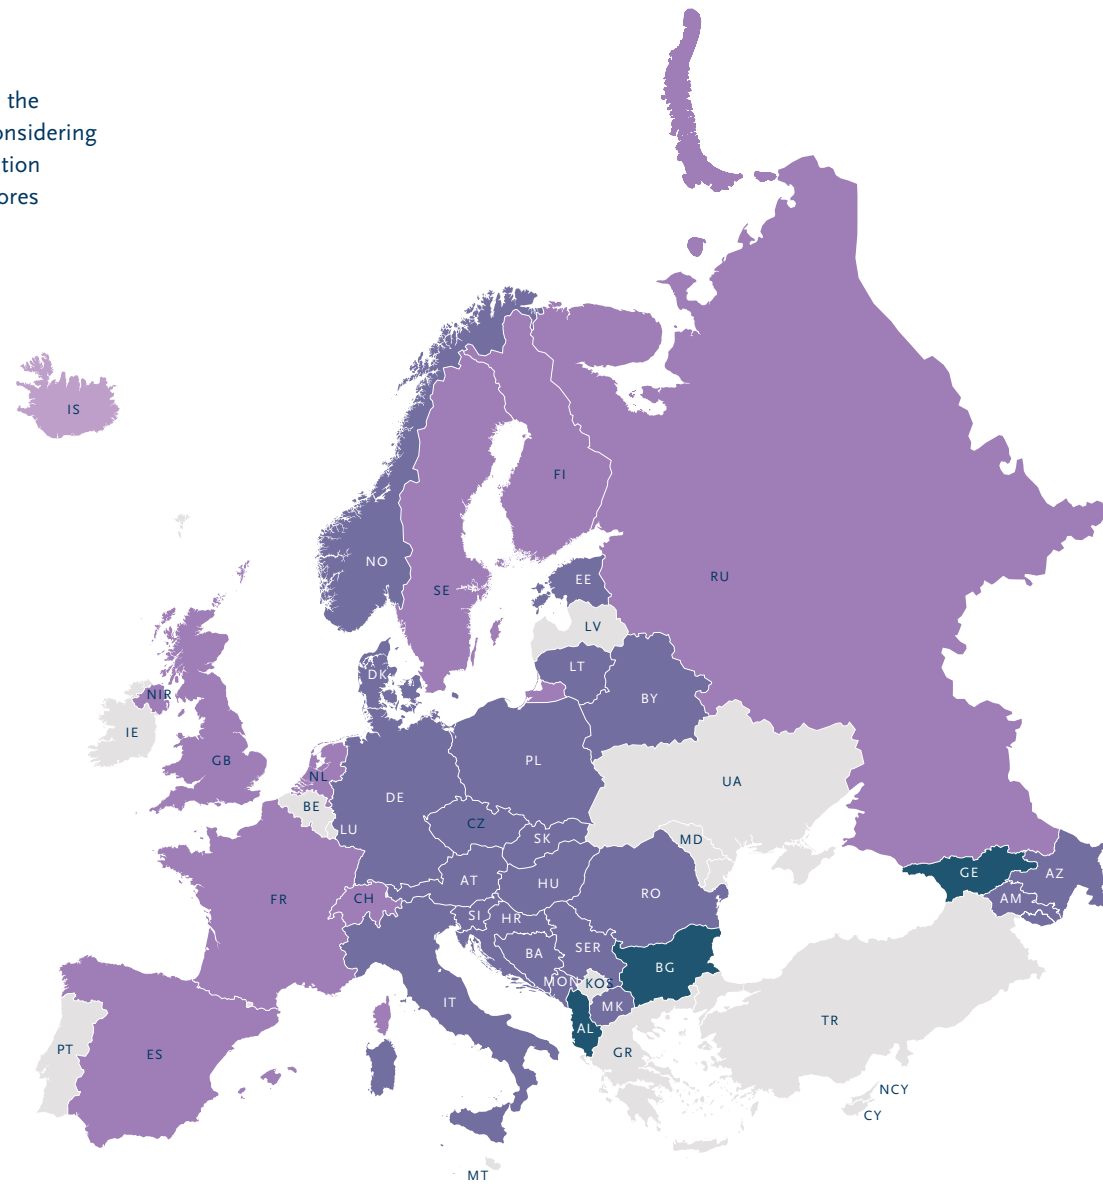 the
onsidering
tion
ores
IS
FI
NO
RU
SE
EE
LV
DK
LT
NIR
BY
IE
GB
PL
NL
UA
DE
BE
CZ
LU
SK
MD
AT
HU
GE
AZ
RO
FR
CH
AM
SI
HR
SER
BA
BG
MON
KOS
IT
MK
TR
AL
PT
ES
GR
NCY
CY
MT